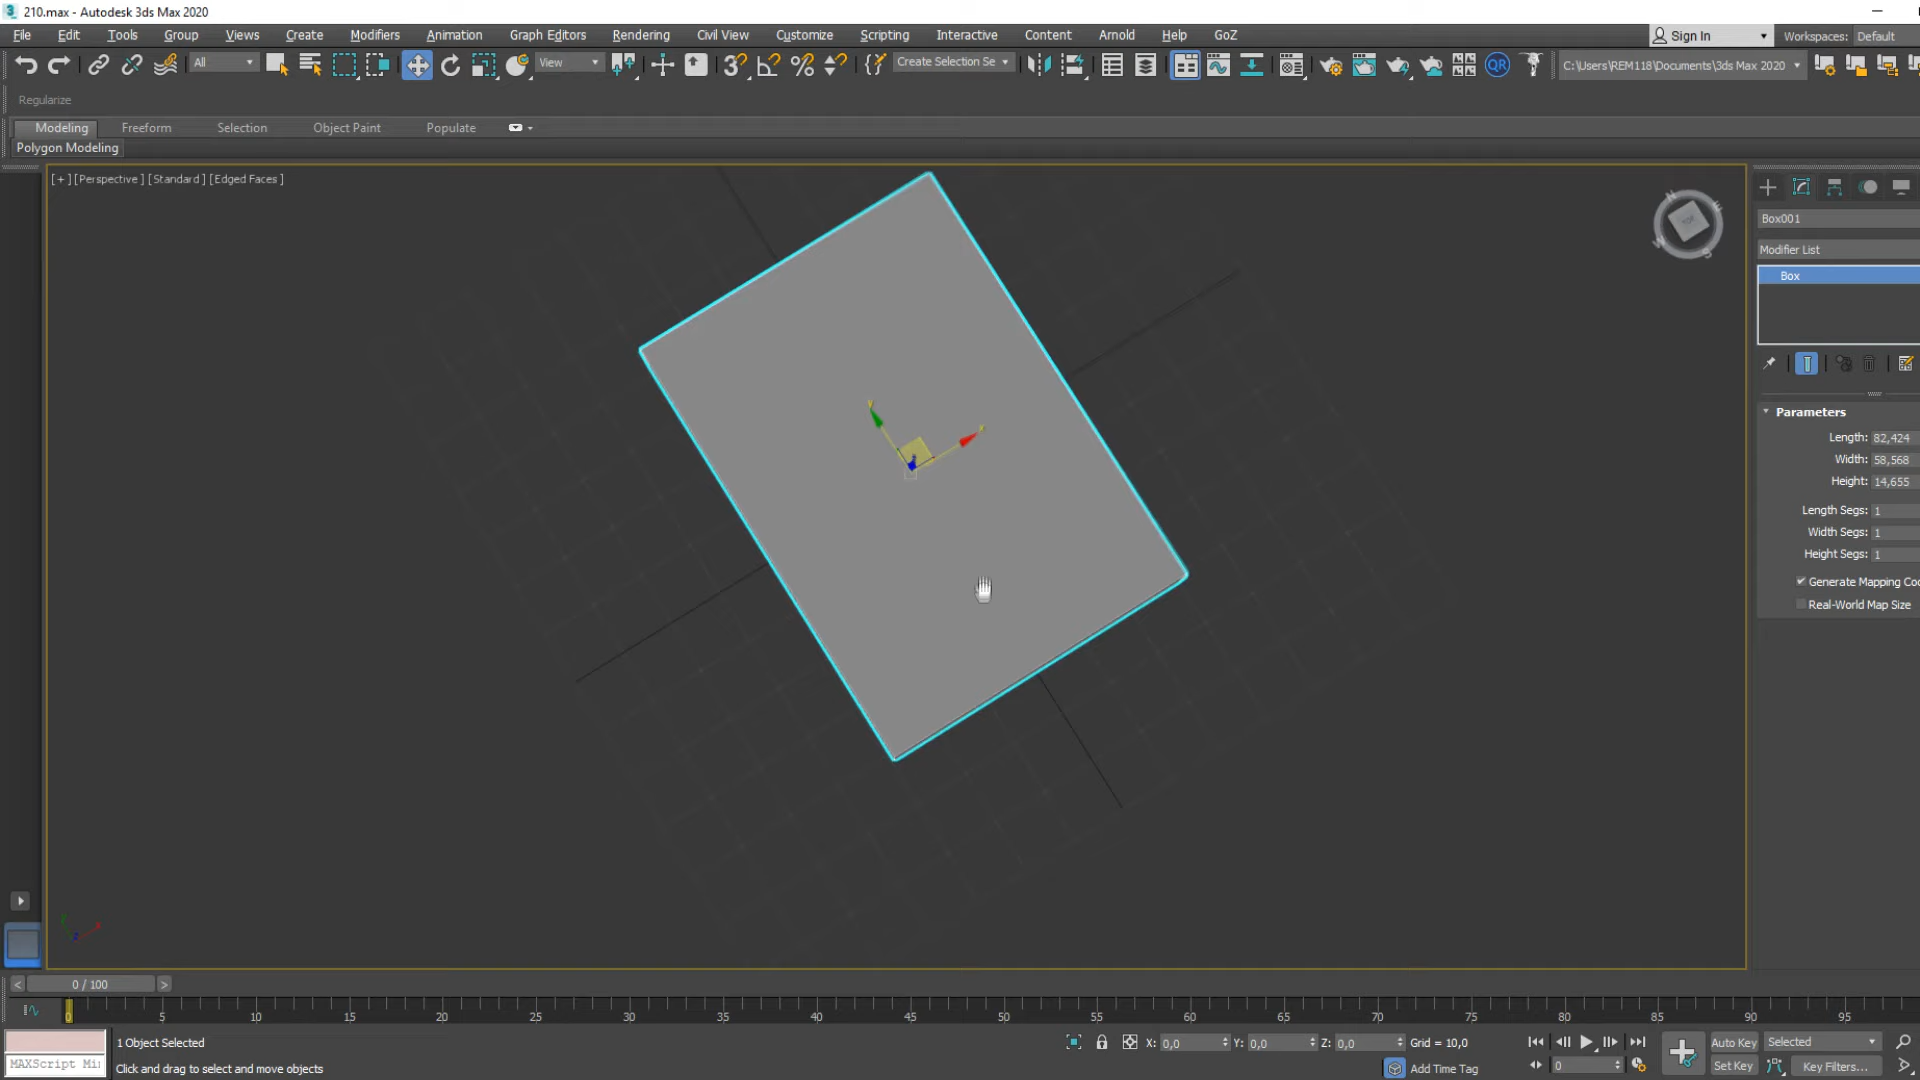 210.max - Autodesk 3ds Max 2020
File Edit Tools Group Views Create Modifiers Animation Graph Editors Rendering Civil View Customize Scripting Interactive Content Arnold Help GoZ Sign In Workspaces: Default
All View Create Selection Se QR C:\Users\REM118\Documents\3ds Max 2020
Regularize
Modeling Freeform Selection Object Paint Populate
Polygon Modeling
[+] [Perspective] [Standard] [Edged Faces]
TOP
Box001
Modifier List
Box
Parameters
Length: 82,424
Width: 58,568
Height: 14,655
Length Segs: 1
Width Segs: 1
Height Segs: 1
Generate Mapping Coo
Real-World Map Size
< 0 / 100 >
0 5 10 15 20 25 30 35 40 45 50 55 60 65 70 75 80 85 90 95
1 Object Selected X: 0,0 Y: 0,0 Z: 0,0 Grid = 10,0 Auto Key Selected
MAXScript Mi Click and drag to select and move objects Add Time Tag 0 Set Key Key Filters...